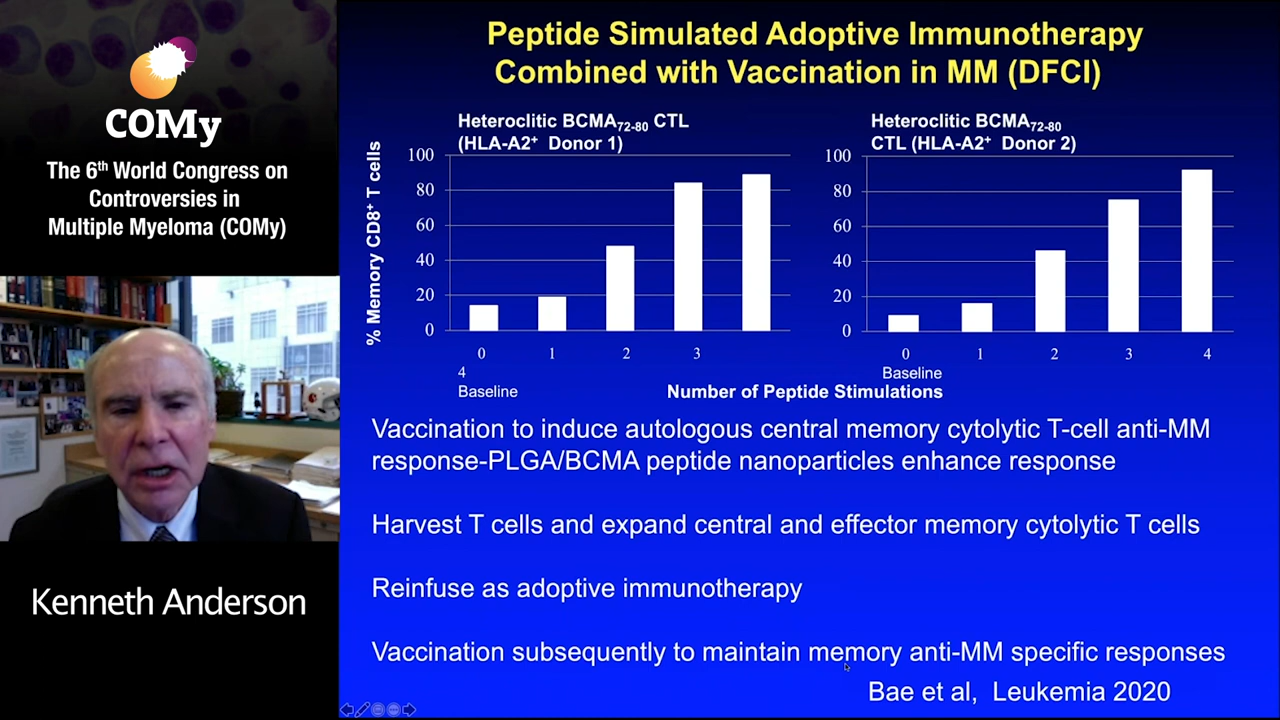 COMy
The 6th World Congress on
Controversies in
Multiple Myeloma (COMy)
Kenneth Anderson
Peptide Simulated Adoptive Immunotherapy
Combined with Vaccination in MM (DFCI)
% Memory CD8+ T cells
Heteroclitic BCMA72-80 CTL
(HLA-A2+ Donor 1)
100
80
60
40
20
0
0 1 2 3
4
Baseline
Heteroclitic BCMA72-80
CTL (HLA-A2+ Donor 2)
100
80
60
40
20
0
0 1 2 3 4
Baseline
Number of Peptide Stimulations
Vaccination to induce autologous central memory cytolytic T-cell anti-MM
response-PLGA/BCMA peptide nanoparticles enhance response
Harvest T cells and expand central and effector memory cytolytic T cells
Reinfuse as adoptive immunotherapy
Vaccination subsequently to maintain memory anti-MM specific responses
Bae et al, Leukemia 2020